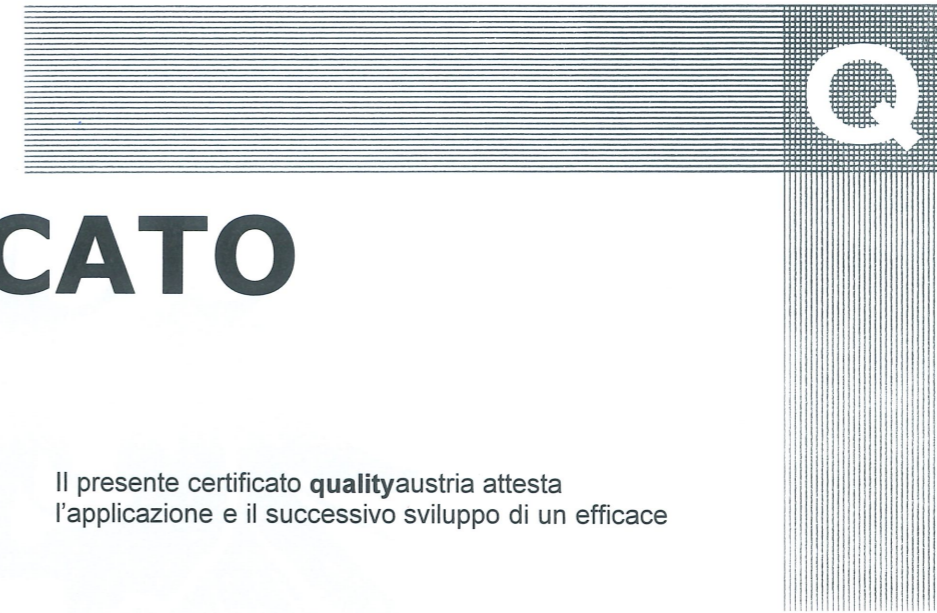 Q
CATO
Il presente certificato qualityaustria attesta
l'applicazione e il successivo sviluppo di un efficace